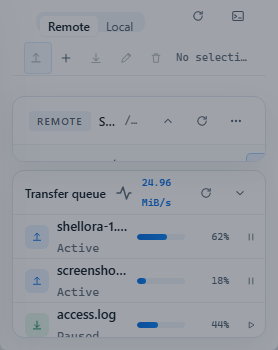 Remote Local
No selecti…
REMOTE S... /…
Transfer queue 24.96 MiB/s
shellora-1.... 62%
Active
screensho... 18%
Active
access.log 44%
Paused